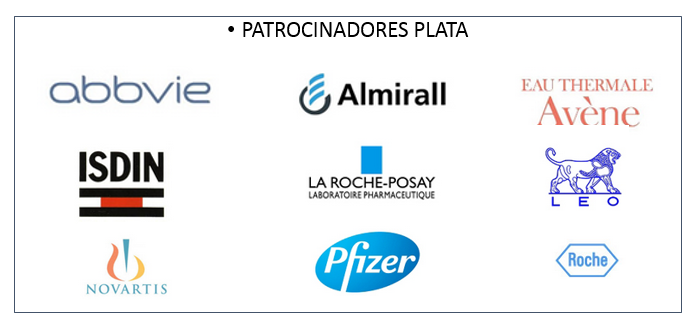 • PATROCINADORES PLATA
abbvie
Almirall
EAU THERMALE
Avène
ISDIN
LA ROCHE-POSAY
LABORATOIRE PHARMACEUTIQUE
LEO
NOVARTIS
Pfizer
Roche